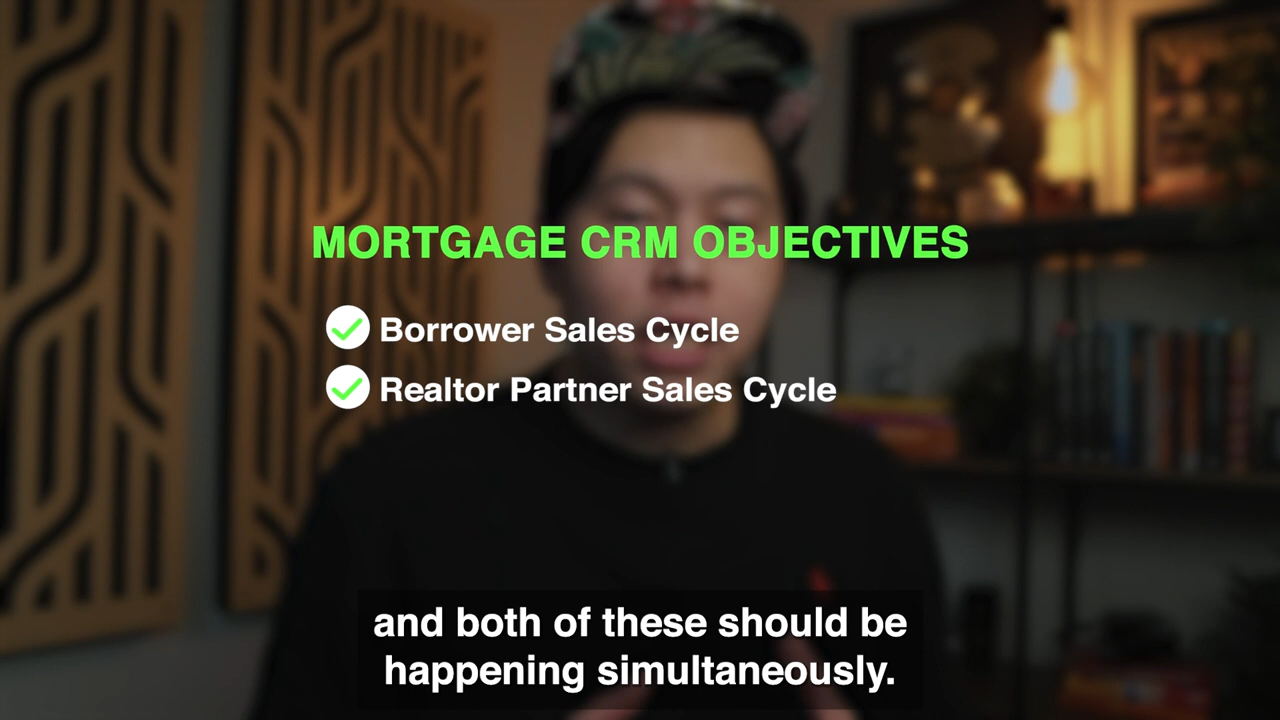 MORTGAGE CRM OBJECTIVES
Borrower Sales Cycle
Realtor Partner Sales Cycle
and both of these should be
happening simultaneously.